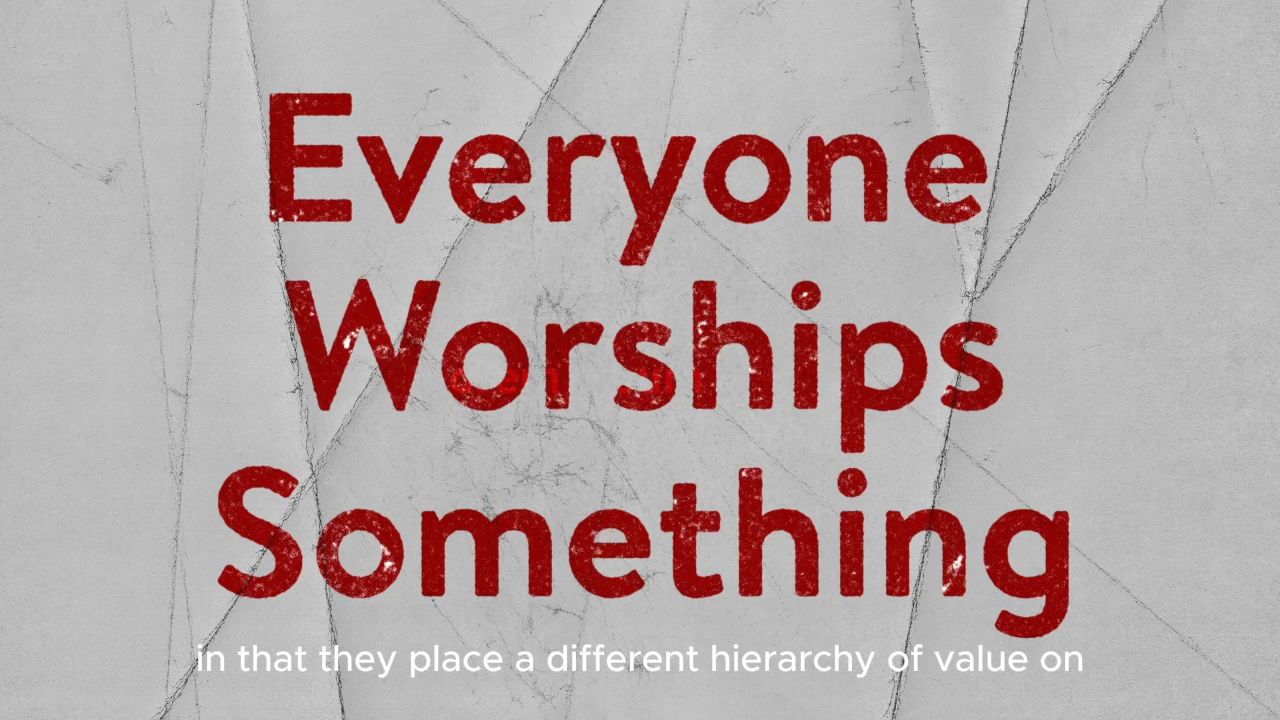 Everyone
Worships
Something
in that they place a different hierarchy of value on